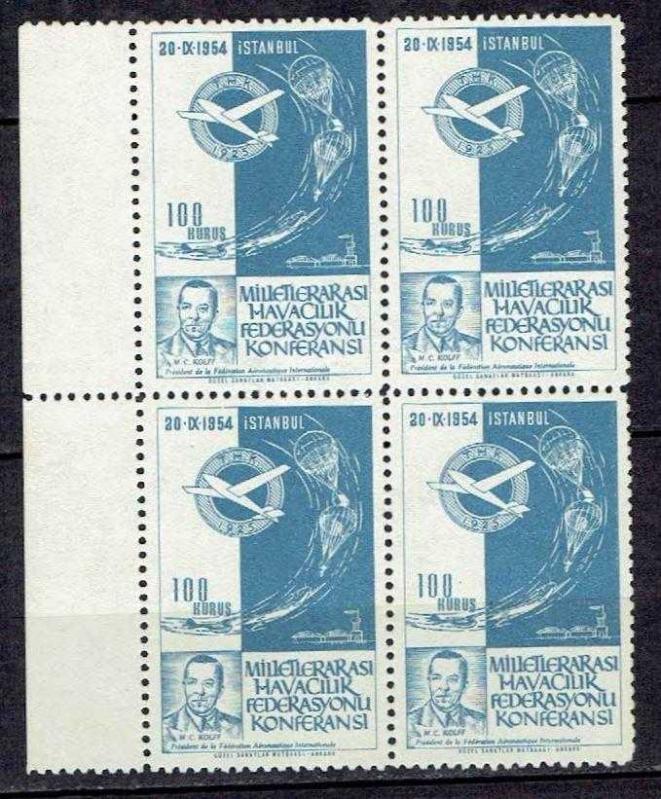 20·IX·1954 İSTANBUL
1925
100
KURUŞ
MİLLETLERARASI
HAVACILIK
FEDERASYONU
KONFERANSI
M. C. KOLFF
Président de la Fédération Aéronautique Internationale
GÜZEL SANATLAR MATBAASI - ANKARA
20·IX·1954 İSTANBUL
1925
100
KURUŞ
MİLLETLERARASI
HAVACILIK
FEDERASYONU
KONFERANSI
M. C. KOLFF
Président de la Fédération Aéronautique Internationale
GÜZEL SANATLAR MATBAASI - ANKARA
20·IX·1954 İSTANBUL
1925
100
KURUŞ
MİLLETLERARASI
HAVACILIK
FEDERASYONU
KONFERANSI
M. C. KOLFF
Président de la Fédération Aéronautique Internationale
GÜZEL SANATLAR MATBAASI - ANKARA
20·IX·1954 İSTANBUL
1925
100
KURUŞ
MİLLETLERARASI
HAVACILIK
FEDERASYONU
KONFERANSI
M. C. KOLFF
Président de la Fédération Aéronautique Internationale
GÜZEL SANATLAR MATBAASI - ANKARA